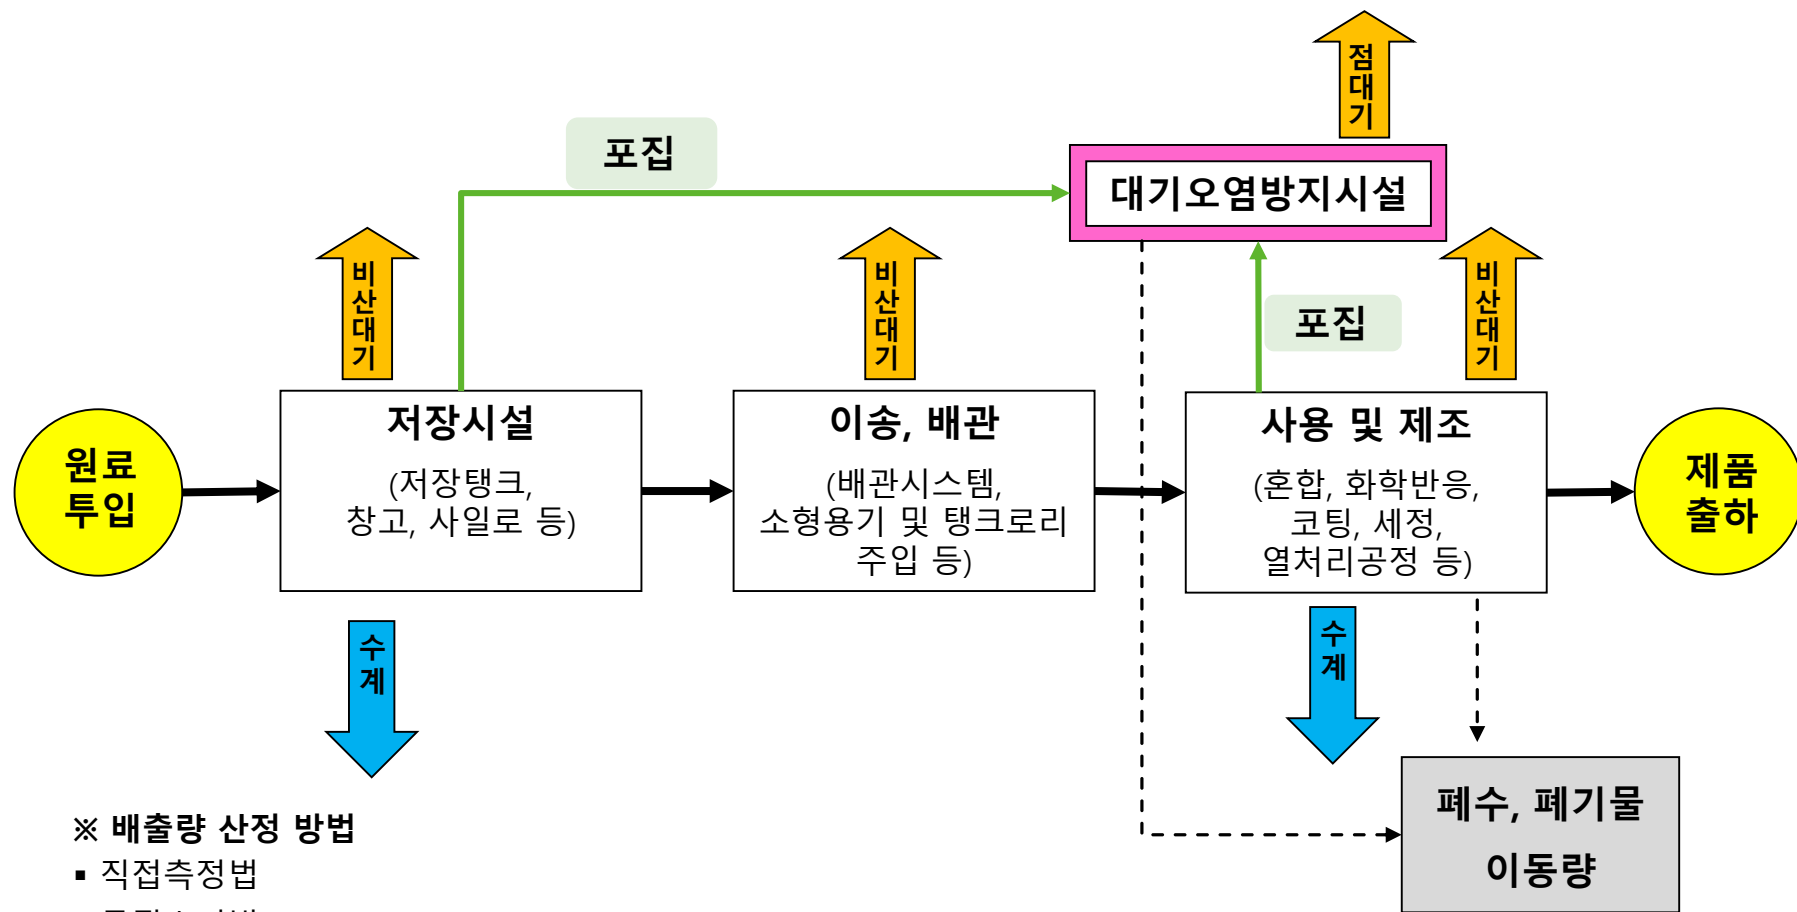 점대기
포집
대기오염방지시설
비산대기
비산대기
비산대기
포집
원료
투입
저장시설
(저장탱크,
창고, 사일로 등)
이송, 배관
(배관시스템,
소형용기 및 탱크로리
주입 등)
사용 및 제조
(혼합, 화학반응,
코팅, 세정,
열처리공정 등)
제품
출하
수계
수계
폐수, 폐기물
이동량
※ 배출량 산정 방법
▪ 직접측정법